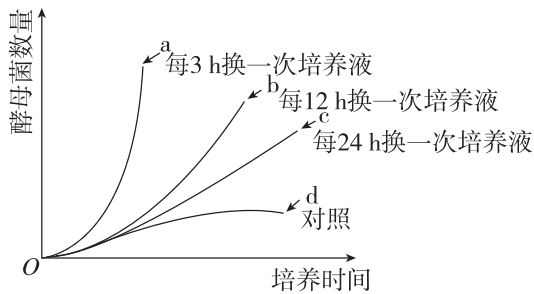 酵母菌数量
a
每3 h换一次培养液
b
每12 h换一次培养液
c
每24 h换一次培养液
d
对照
O
培养时间